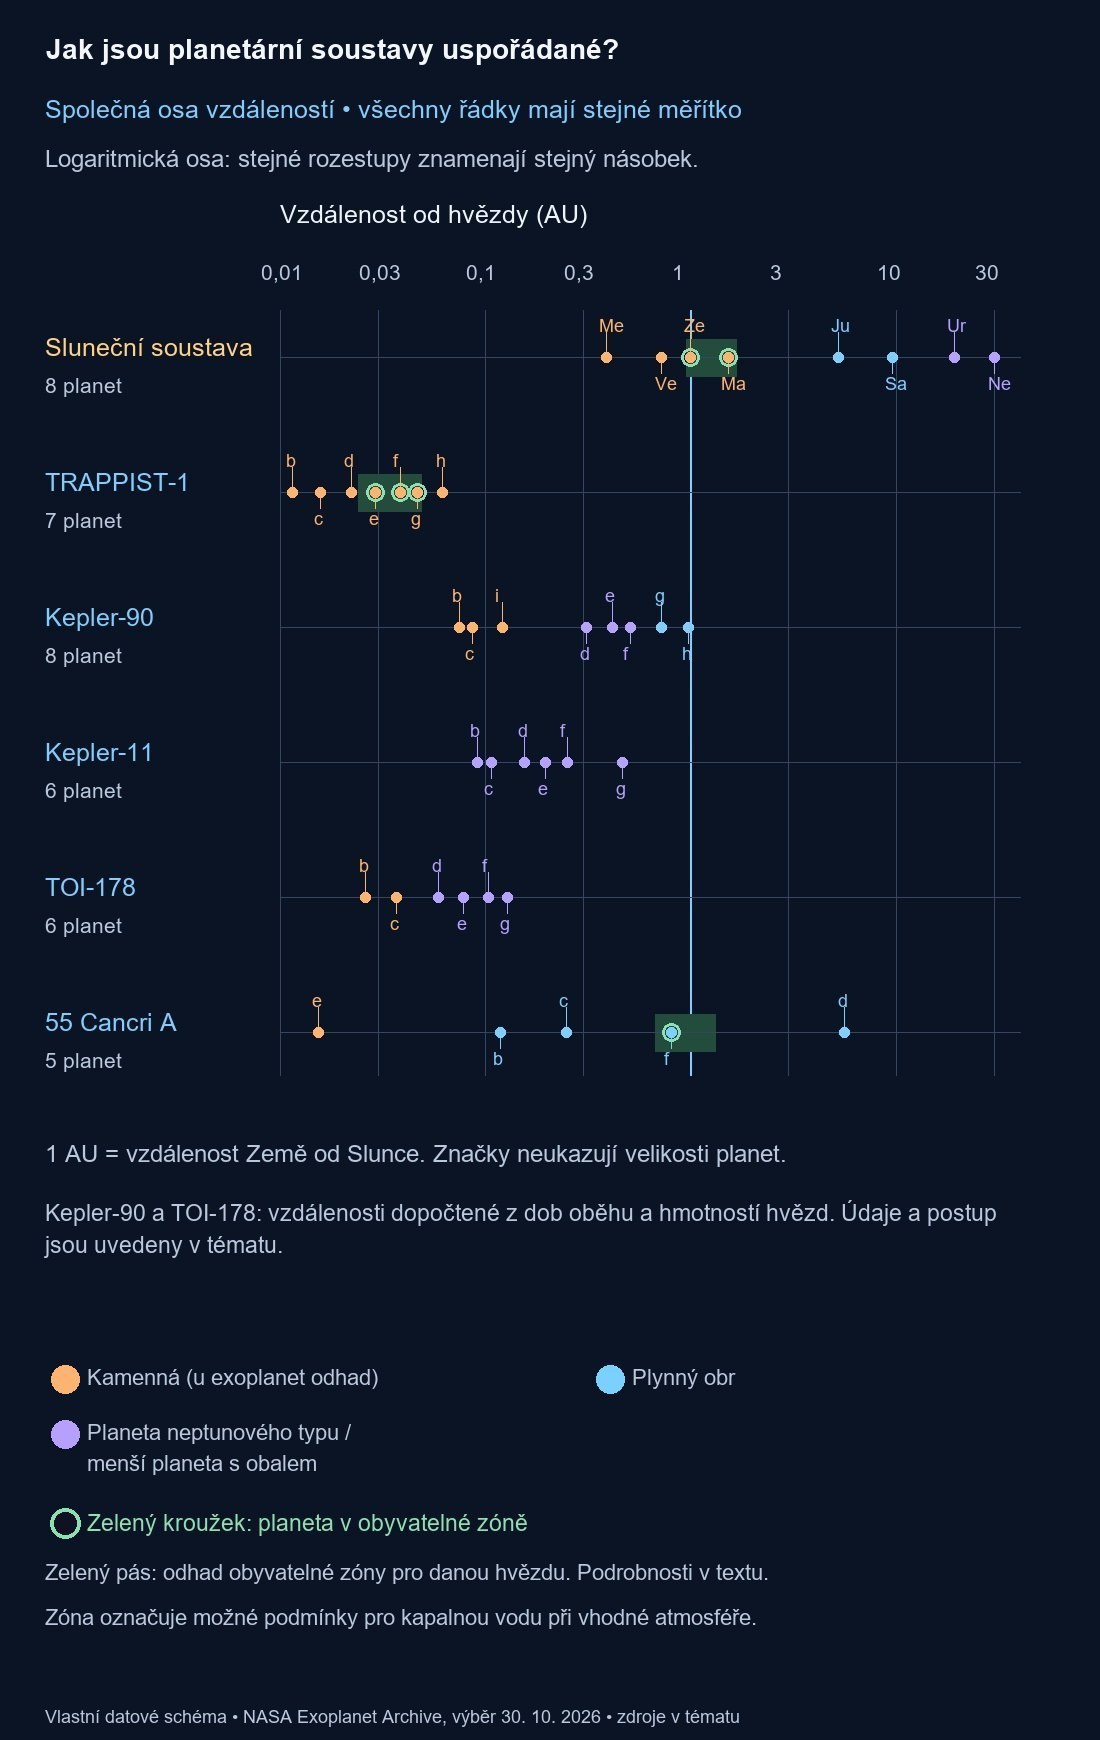 Jak jsou planetární soustavy uspořádané?
Společná osa vzdáleností • všechny řádky mají stejné měřítko
Logaritmická osa: stejné rozestupy znamenají stejný násobek.
Vzdálenost od hvězdy (AU)
0,01 0,03 0,1 0,3 1 3 10 30
Me Ze Ju Ur
Sluneční soustava
8 planet
Ve Ma Sa Ne
b d f h
TRAPPIST-1
7 planet
c e g
b i e g
Kepler-90
8 planet
c d f h
b d f
Kepler-11
6 planet
c e g
b d f
TOI-178
6 planet
c e g
e c d
55 Cancri A
5 planet
b f
1 AU = vzdálenost Země od Slunce. Značky neukazují velikosti planet.
Kepler-90 a TOI-178: vzdálenosti dopočtené z dob oběhu a hmotností hvězd. Údaje a postup
jsou uvedeny v tématu.
Kamenná (u exoplanet odhad)
Plynný obr
Planeta neptunového typu /
menší planeta s obalem
Zelený kroužek: planeta v obyvatelné zóně
Zelený pás: odhad obyvatelné zóny pro danou hvězdu. Podrobnosti v textu.
Zóna označuje možné podmínky pro kapalnou vodu při vhodné atmosféře.
Vlastní datové schéma • NASA Exoplanet Archive, výběr 30. 10. 2026 • zdroje v tématu